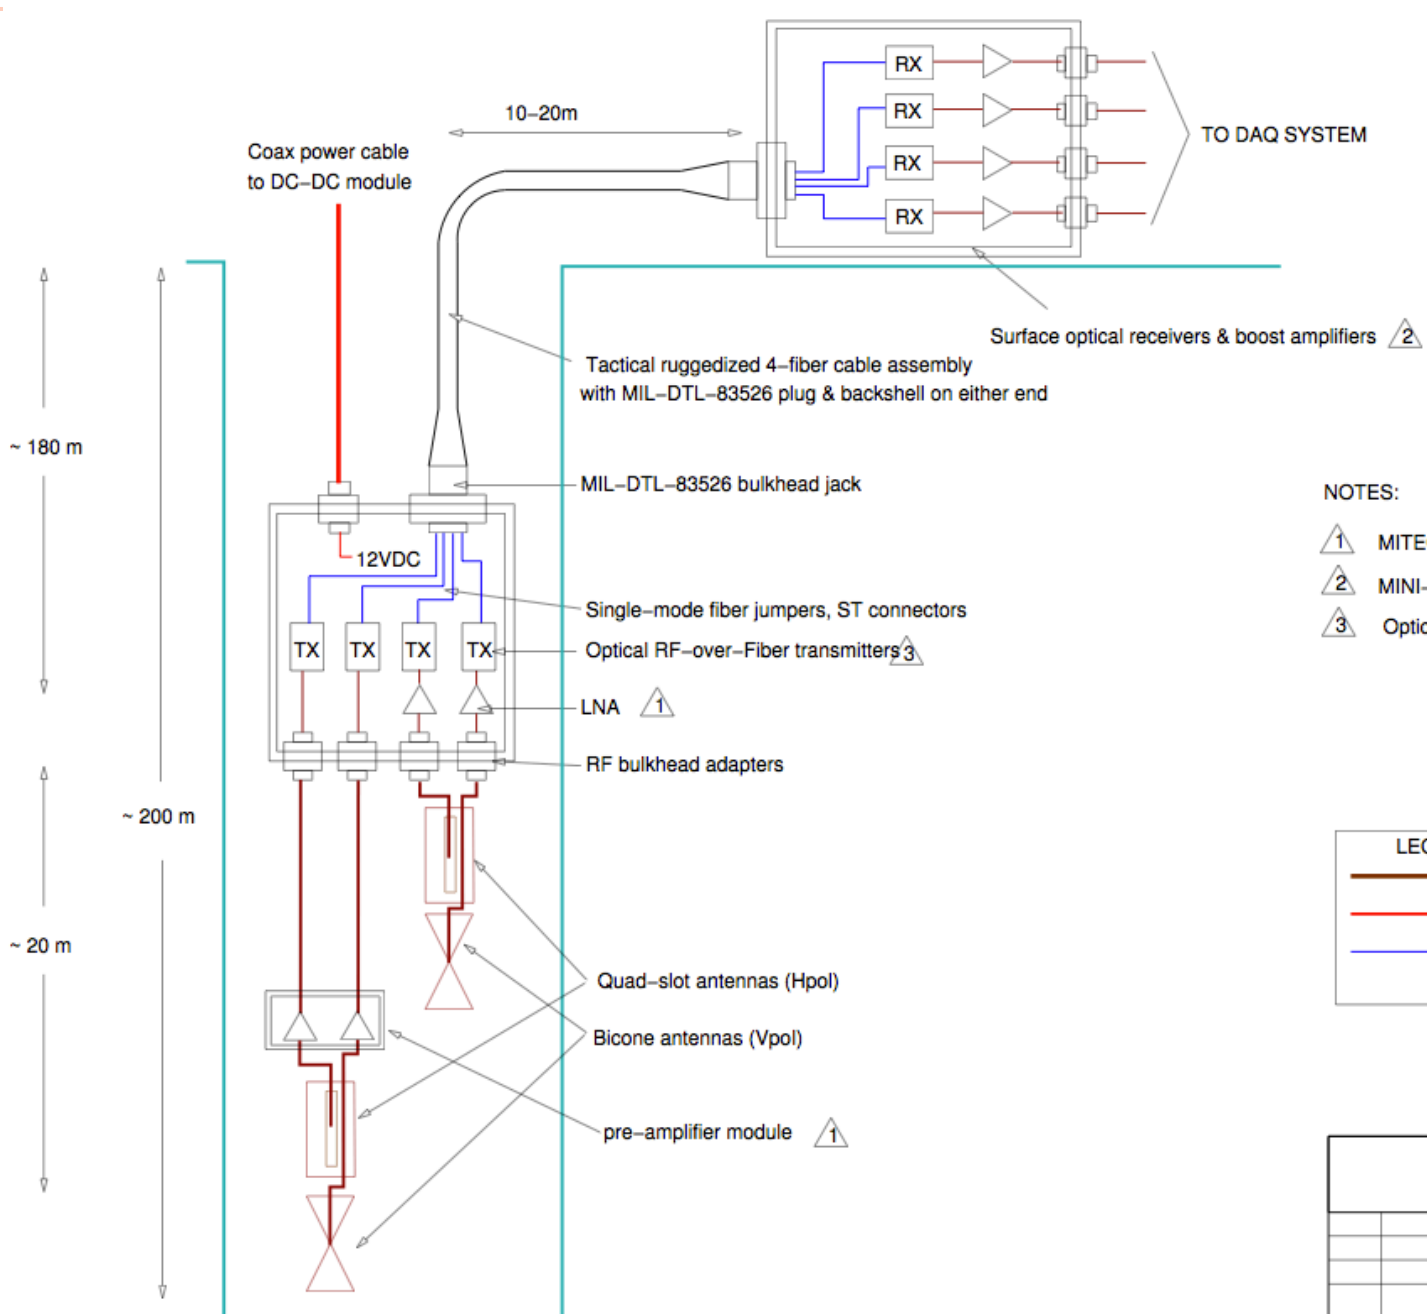 RX
10–20m
RX
TO DAQ SYSTEM
Coax power cable
to DC–DC module
RX
RX
Surface optical receivers & boost amplifiers 2
Tactical ruggedized 4–fiber cable assembly
with MIL–DTL–83526 plug & backshell on either end
~ 180 m
MIL–DTL–83526 bulkhead jack
NOTES:
1 MITE
2 MINI–
3 Optic
12VDC
Single–mode fiber jumpers, ST connectors
TX TX TX TX
Optical RF–over–Fiber transmitters 3
LNA 1
RF bulkhead adapters
~ 200 m
LEG
~ 20 m
Quad–slot antennas (Hpol)
Bicone antennas (Vpol)
pre–amplifier module 1